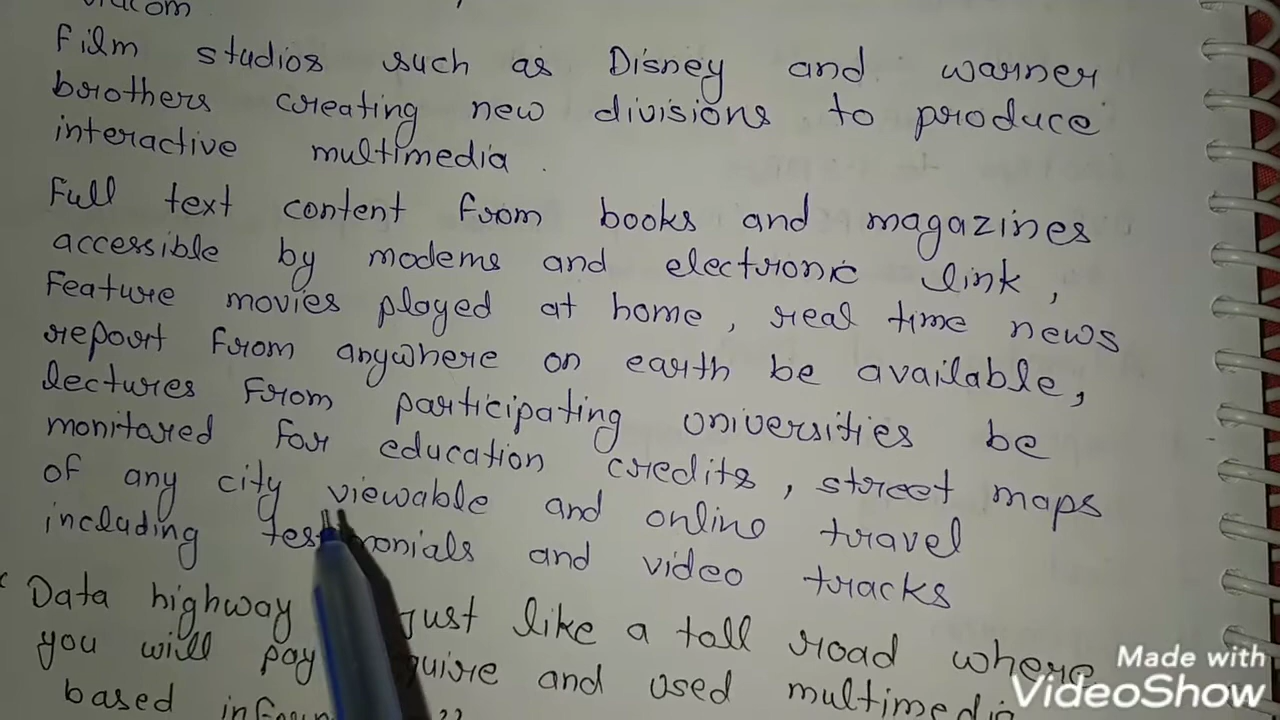 Film studios such as Disney and warner
brothers creating new divisions to produce
interactive multimedia.
Full text content from books and magazines
accessible by modems and electronic link,
Feature movies played at home, real time news
report from anywhere on earth be available,
lectures from participating universities be
monitored for education credits, street maps
of any city viewable and online travel
including testimonials and video tracks
Data highway just like a toll road where
you will pay and used multimedia
based
Made with
VideoShow